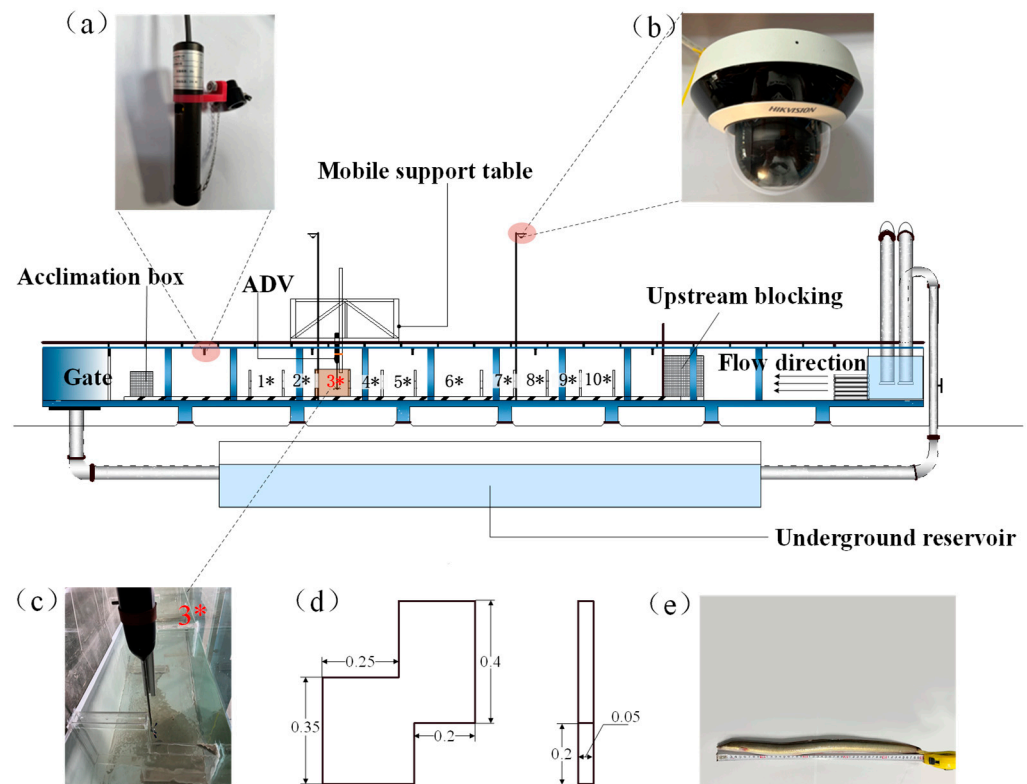 (a)
(b)
HIKVISION
Mobile support table
Acclimation box
ADV
Upstream blocking
Flow direction
Gate
1*
2*
3*
4*
5*
6*
7*
8*
9*
10*
Underground reservoir
(c)
3*
(d)
0.25
0.4
0.35
0.2
0.05
0.2
(e)